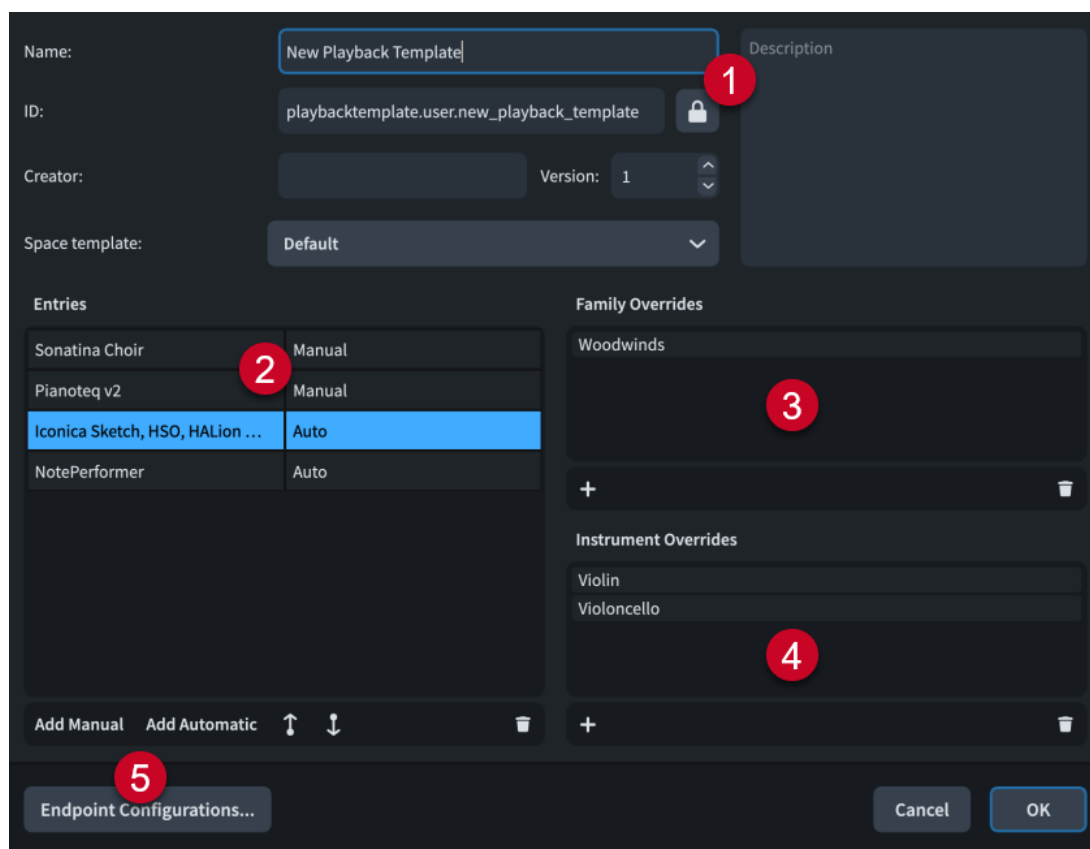 Name:
New Playback Template
Description
1
ID:
playbacktemplate.user.new_playback_template
Creator:
Version:
1
Space template:
Default
Entries
Sonatina Choir
Manual
2
Pianoteq v2
Manual
Iconica Sketch, HSO, HALion ...
Auto
NotePerformer
Auto
Add Manual
Add Automatic
Family Overrides
Woodwinds
3
+
Instrument Overrides
Violin
Violoncello
4
+
5
Endpoint Configurations...
Cancel
OK